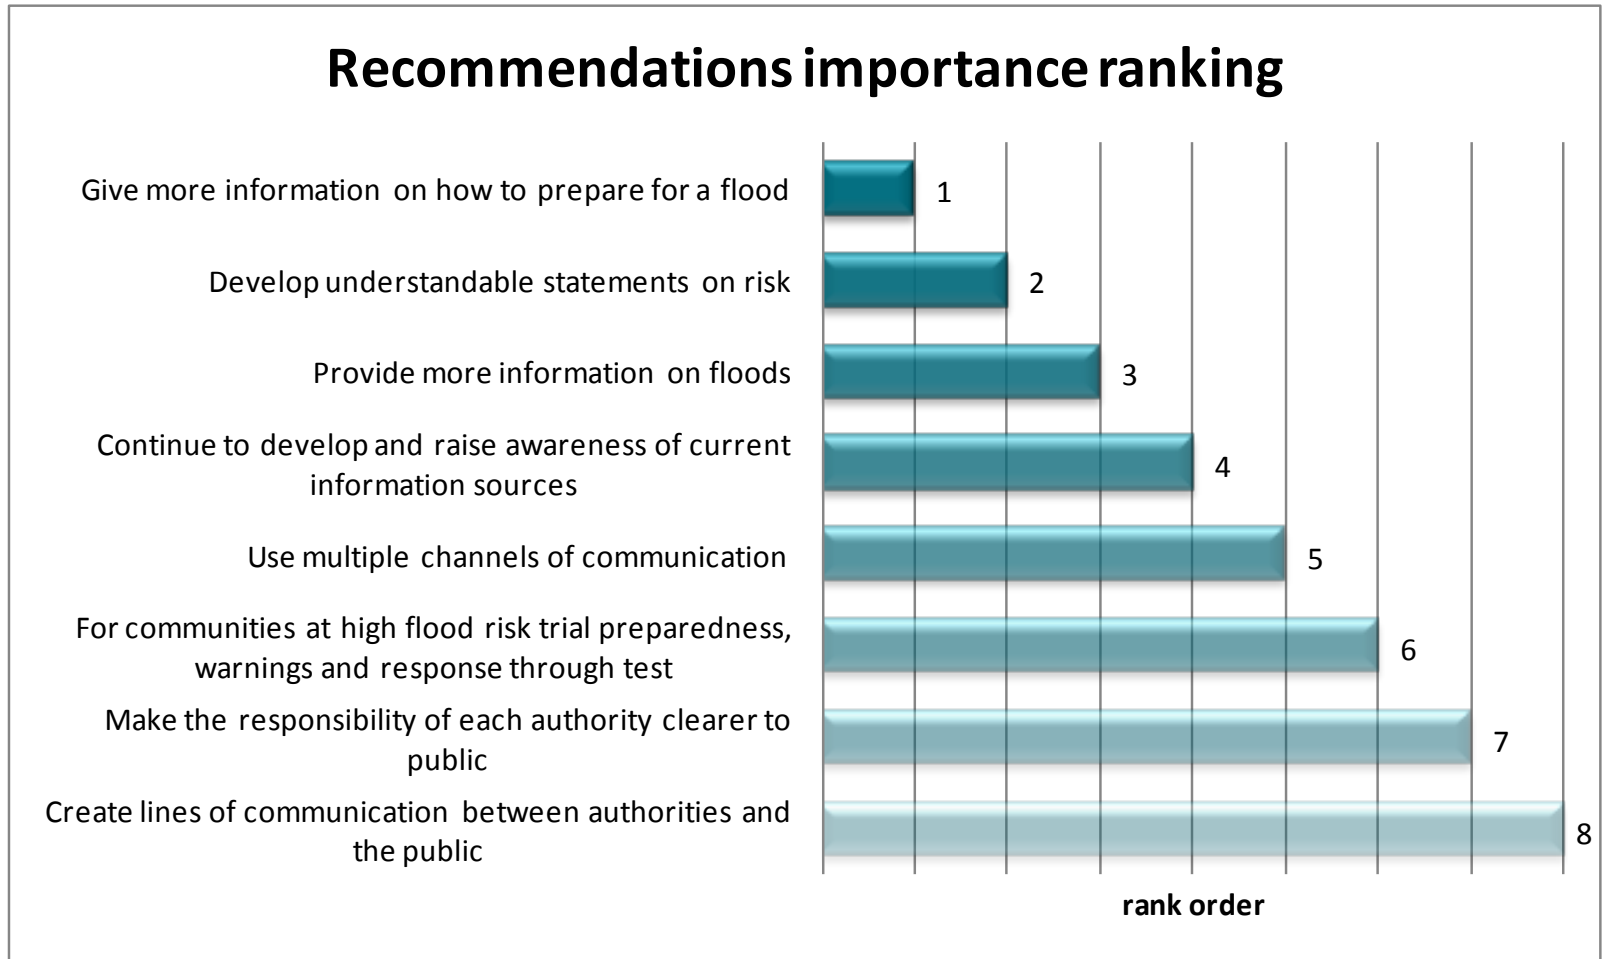 Recommendations importance ranking
Give more information on how to prepare for a flood
1
Develop understandable statements on risk
2
Provide more information on floods
3
Continue to develop and raise awareness of current
information sources
4
Use multiple channels of communication
5
For communities at high flood risk trial preparedness,
warnings and response through test
6
Make the responsibility of each authority clearer to
public
7
Create lines of communication between authorities and
the public
8
rank order